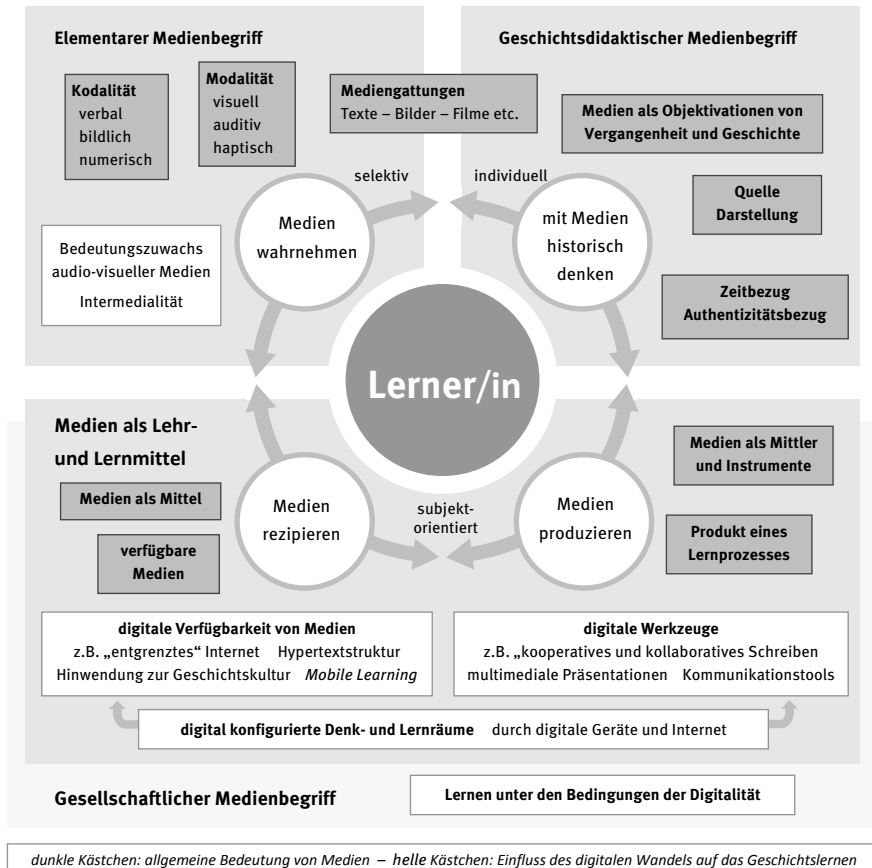 Elementarer Medienbegriff
Kodalität
verbal
bildlich
numerisch
Modalität
visuell
auditiv
haptisch
Mediengattungen
Texte – Bilder – Filme etc.
Geschichtsdidaktischer Medienbegriff
Medien als Objektivationen von
Vergangenheit und Geschichte
Quelle
Darstellung
Zeitbezug
Authentizitätsbezug
selektiv
individuell
Medien
wahrnehmen
mit Medien
historisch
denken
Bedeutungszuwachs
audio-visueller Medien
Intermedialität
Lerner/in
Medien als Lehr-
und Lernmittel
Medien als Mittel
verfügbare
Medien
Medien
rezipieren
subjekt-
orientiert
Medien
produzieren
Medien als Mittler
und Instrumente
Produkt eines
Lernprozesses
digitale Verfügbarkeit von Medien
z.B. „entgrenztes“ Internet Hypertextstruktur
Hinwendung zur Geschichtskultur Mobile Learning
digitale Werkzeuge
z.B. „kooperatives und kollaboratives Schreiben
multimediale Präsentationen Kommunikationstools
digital konfigurierte Denk- und Lernräume durch digitale Geräte und Internet
Gesellschaftlicher Medienbegriff
Lernen unter den Bedingungen der Digitalität
dunkle Kästchen: allgemeine Bedeutung von Medien – helle Kästchen: Einfluss des digitalen Wandels auf das Geschichtslernen